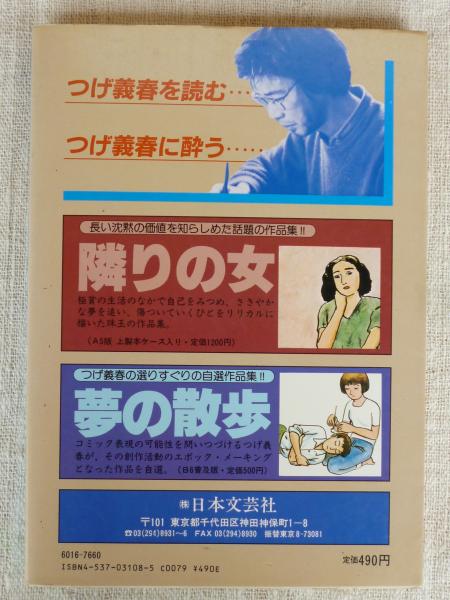 つげ義春を読む‥‥
つげ義春に酔う‥‥‥
長い沈黙の価値を知らしめた話題の作品集!!
隣りの女
極貧の生活のなかで自己をみつめ、ささやか
な夢を追い、傷ついていくひとをリリカルに
描いた珠玉の作品集。
(A5版 上製本ケース入り・定価1200円)
つげ義春の選りすぐりの自選作品集!!
夢の散歩
コミック表現の可能性を問いつづけるつげ義
春が、その創作活動のエポック・メーキング
となった作品を自選。(B6普及版・定価500円)
㈱日本文芸社
〒101 東京都千代田区神田神保町1―8
☎03(294)8931~6 FAX 03(294)8930 振替東京8-73081
6016-7660
ISBN4-537-03108-5 C0079 ¥490E
定価490円